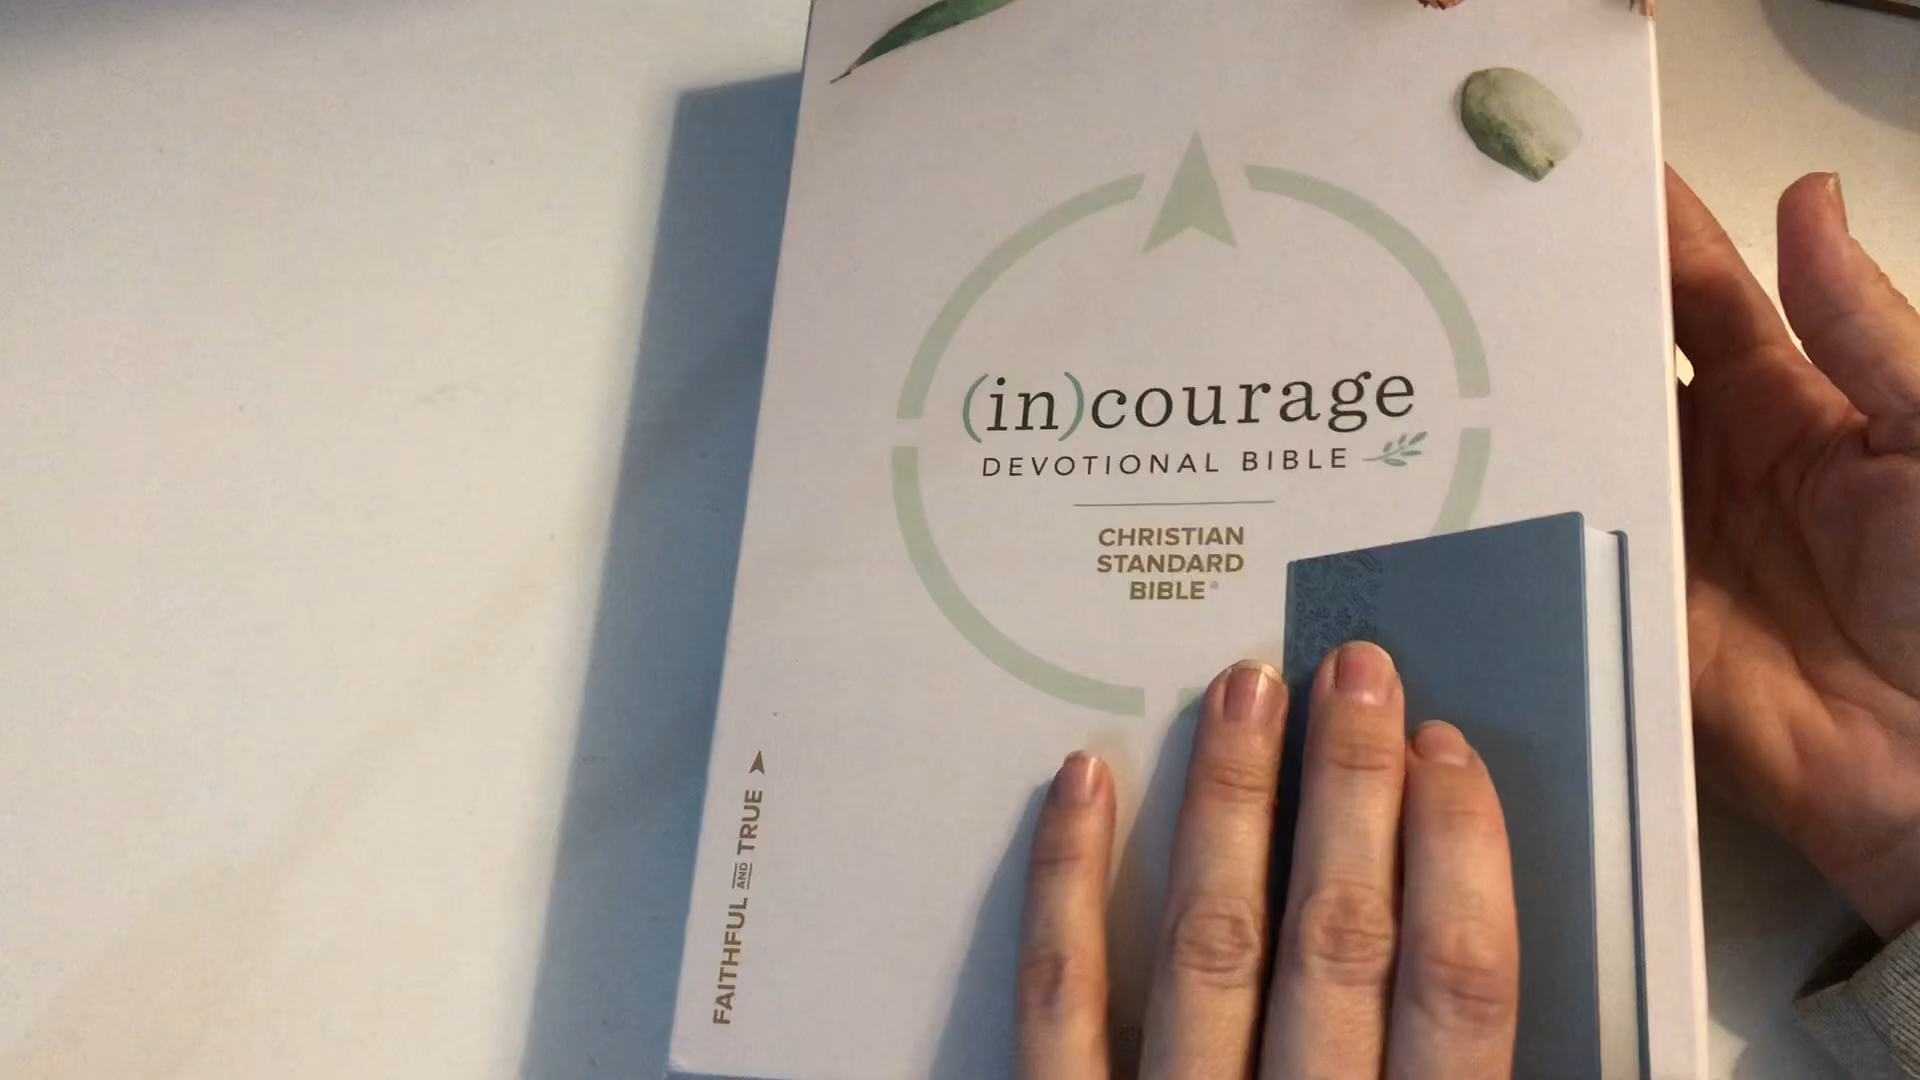 (in)courage
DEVOTIONAL BIBLE
CHRISTIAN
STANDARD
BIBLE®
FAITHFUL AND TRUE